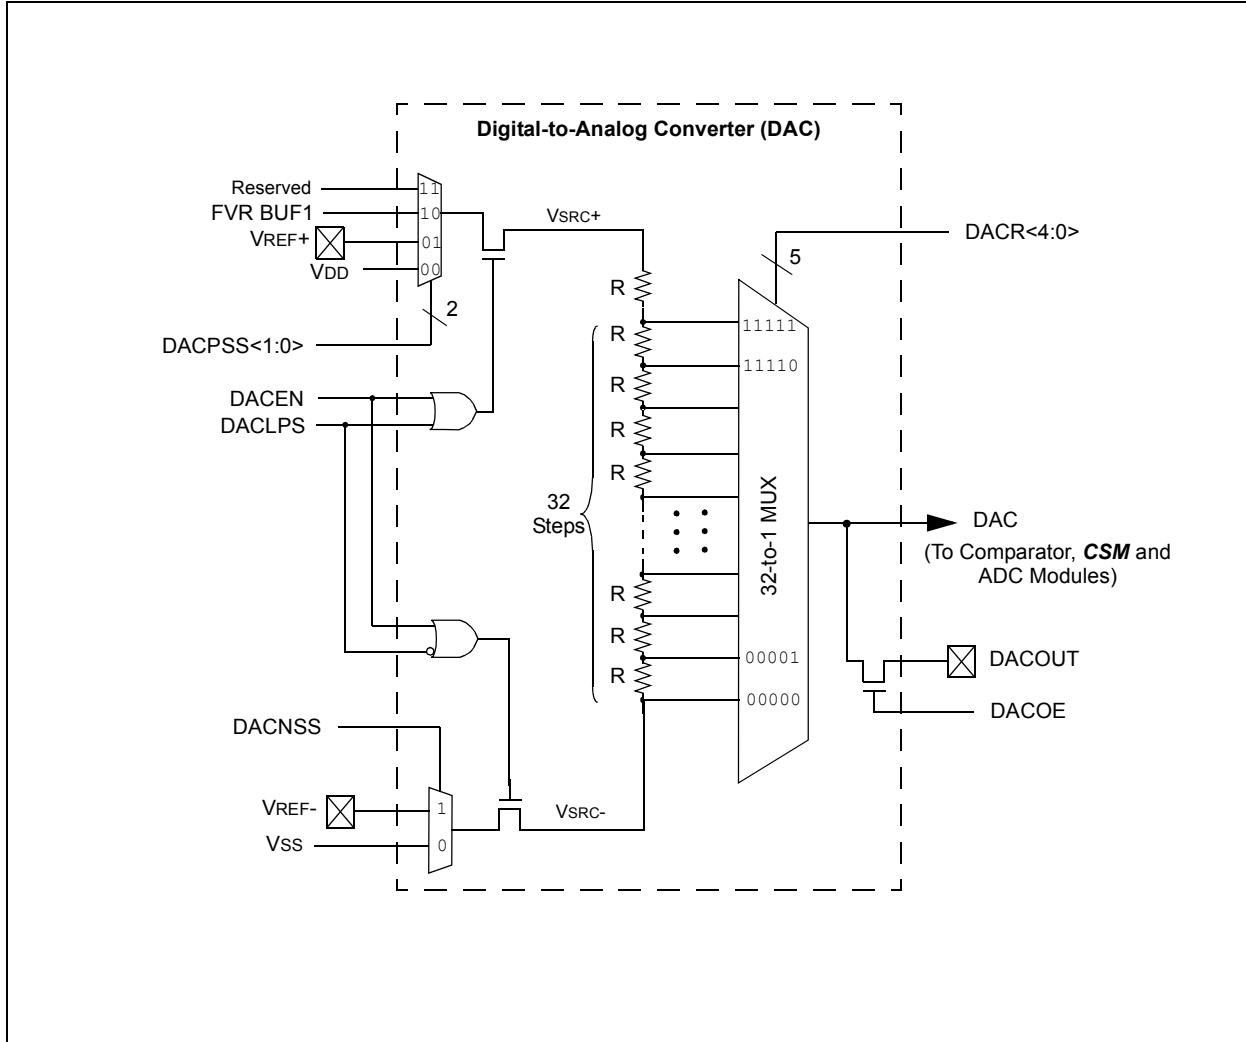 Digital-to-Analog Converter (DAC)
Reserved
11
FVR BUF1
10
VREF+
01
VDD
00
2
DACPSS<1:0>
DACEN
DACLPS
VSRC+
DACR<4:0>
5
R
R
R
R
R
32
Steps
R
R
R
11111
11110
32-to-1 MUX
00001
00000
DAC
(To Comparator, CSM and
ADC Modules)
DACOUT
DACOE
DACNSS
VREF-
1
VSS
0
VSRC-